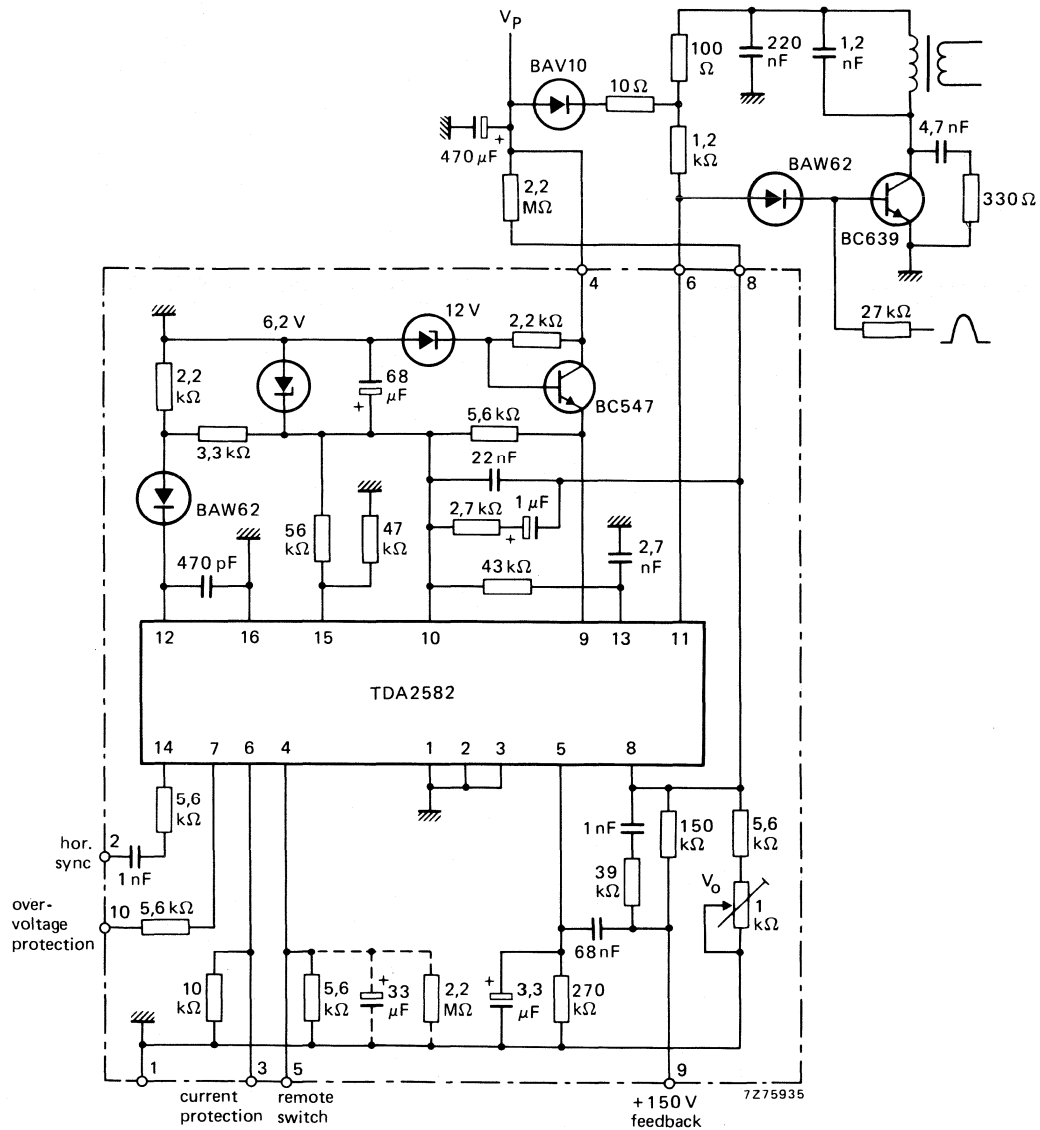 V_P
BAV10
10 Ω
100
Ω
220
nF
1,2
nF
470 μF
+
1,2
kΩ
4,7 nF
BAW62
2,2
MΩ
330 Ω
BC639
4
6
8
27 kΩ
12 V
6,2 V
2,2 kΩ
2,2
kΩ
68
μF
+
BC547
5,6 kΩ
3,3 kΩ
22 nF
BAW62
2,7 kΩ
1 μF
+
56
kΩ
47
kΩ
2,7
nF
470 pF
43 kΩ
12
16
15
10
9
13
11
TDA2582
14
7
6
4
1
2
3
5
8
5,6
kΩ
hor.
sync
2
1 nF
1 nF
150
kΩ
5,6
kΩ
39
kΩ
V_o
1
kΩ
over-
voltage
protection
10
5,6 kΩ
68 nF
10
kΩ
5,6
kΩ
+
33
μF
2,2
MΩ
+
3,3
μF
270
kΩ
1
3
5
9
current
protection
remote
switch
+150 V
feedback
7Z75935